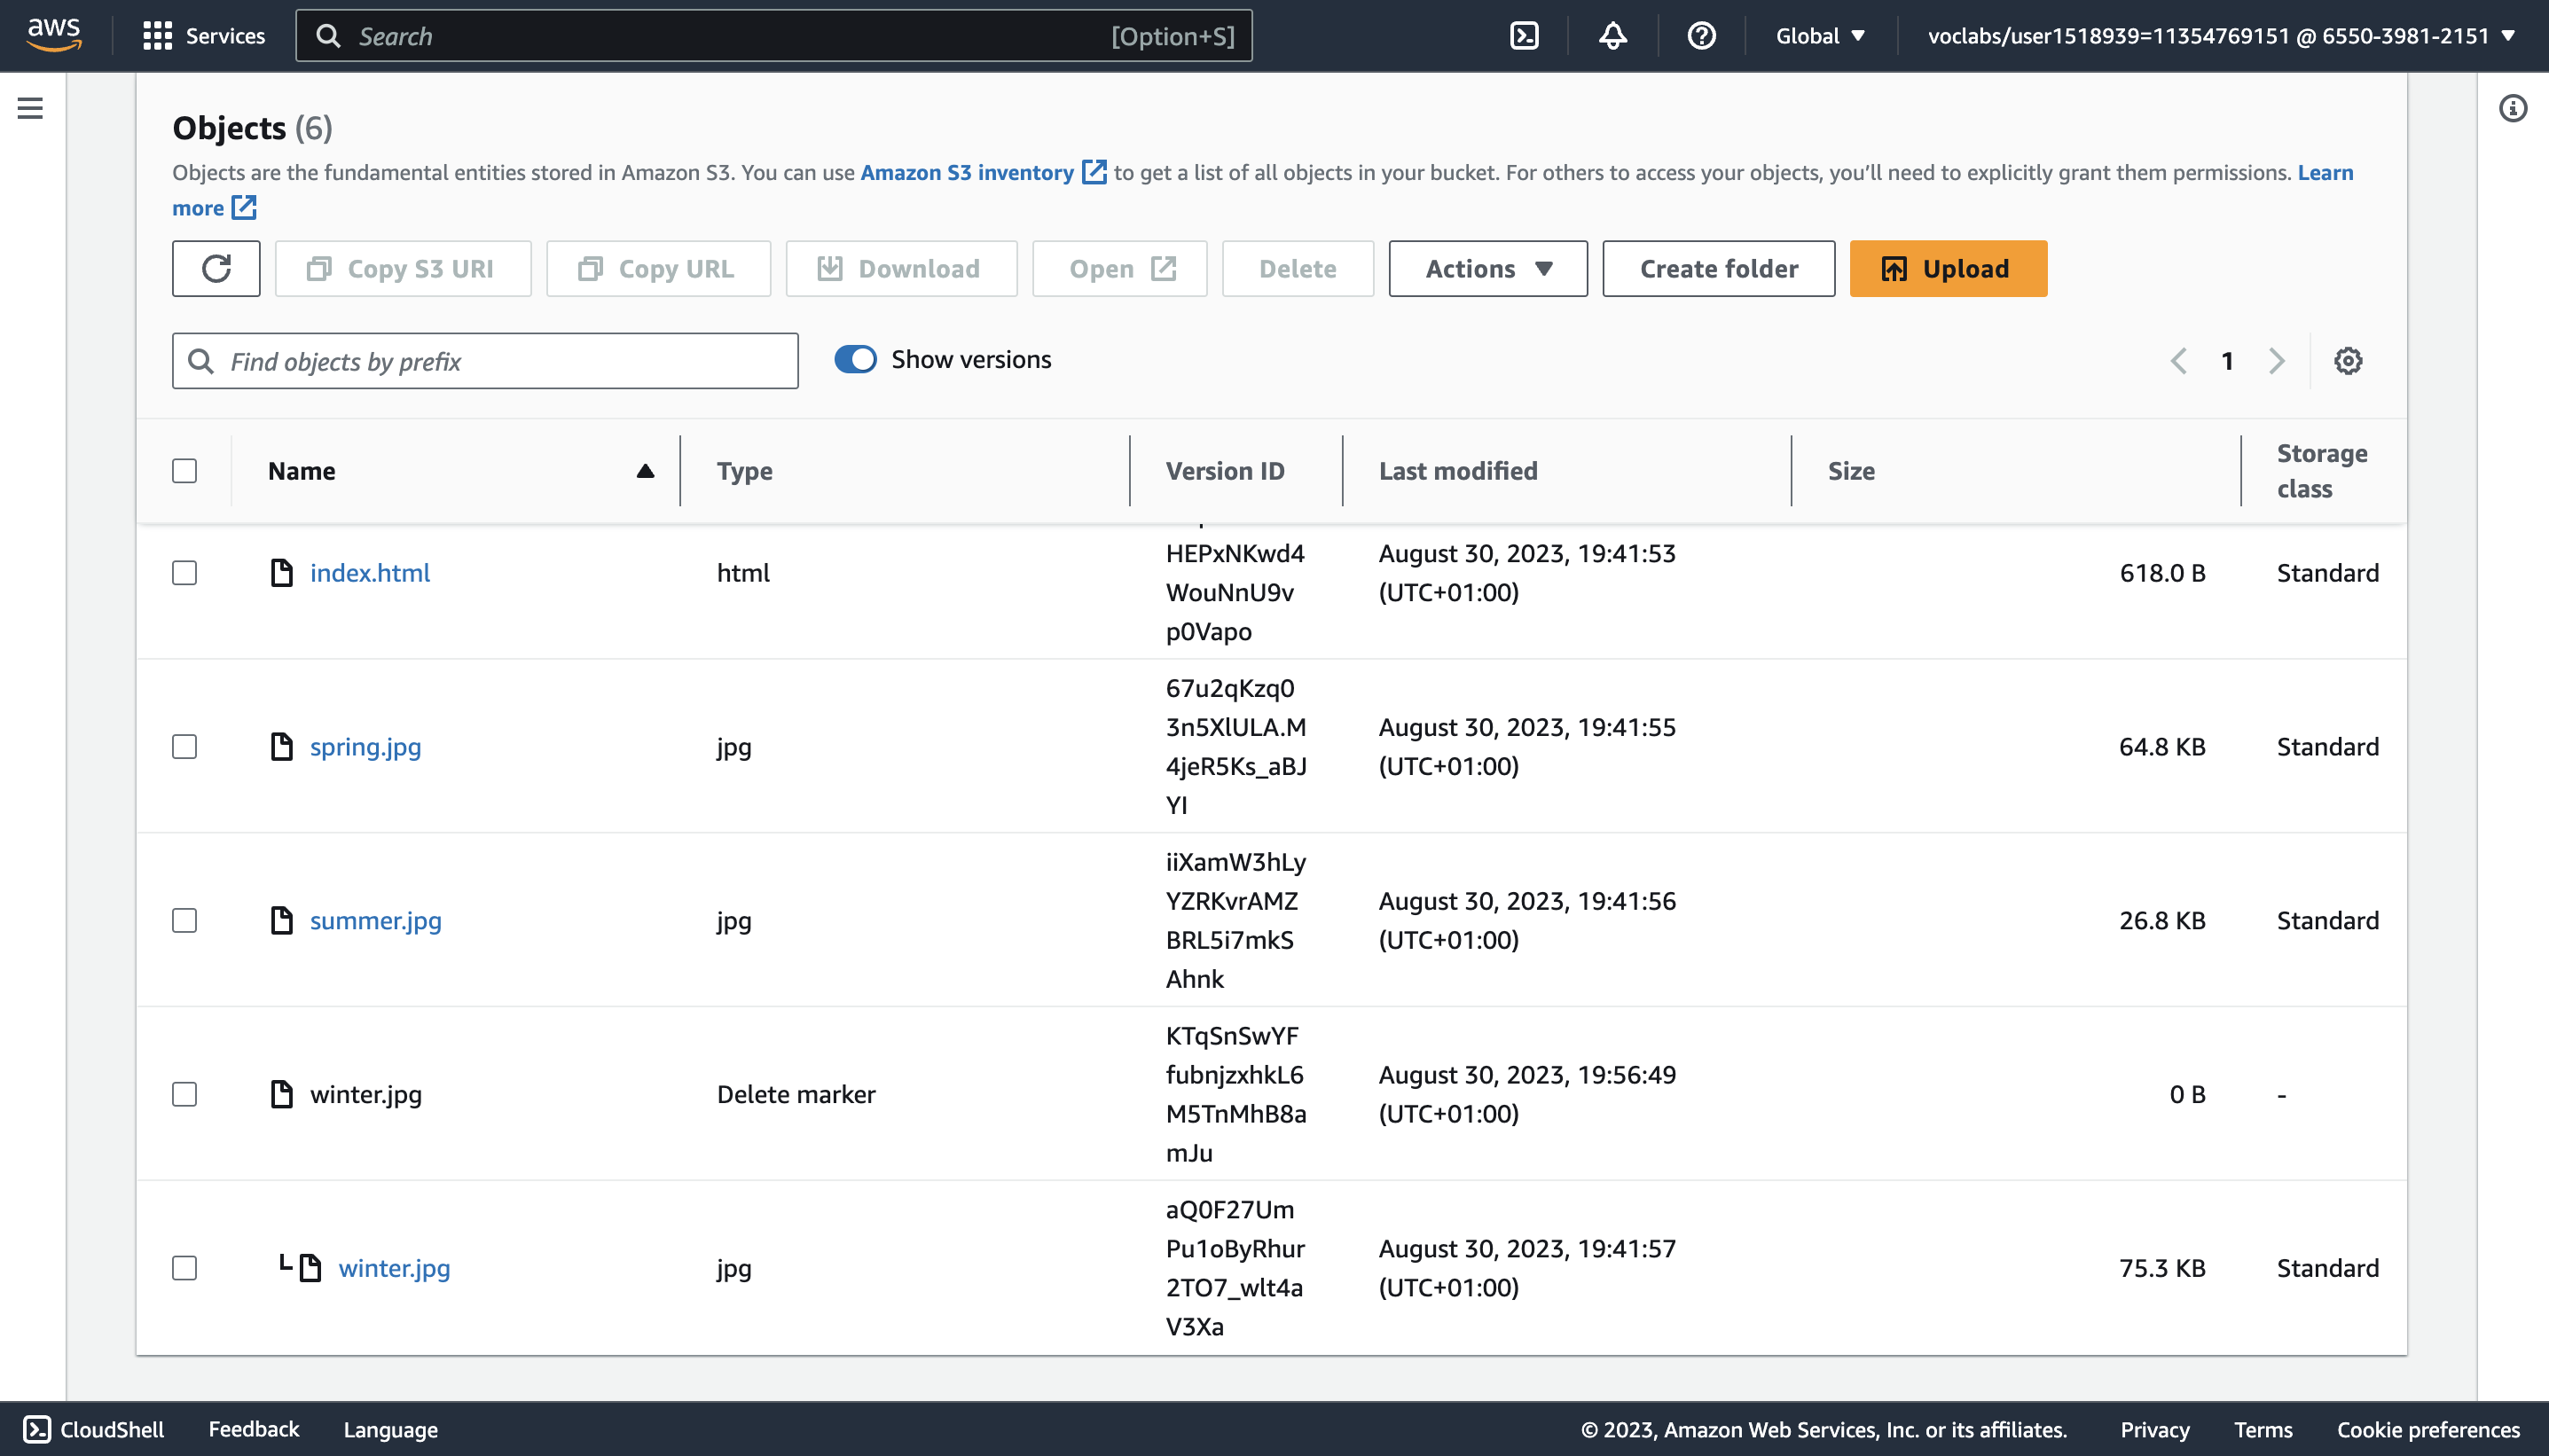 aws
Services
Search
[Option+S]
Global
voclabs/user1518939=11354769151 @ 6550-3981-2151
Objects (6)
Objects are the fundamental entities stored in Amazon S3. You can use Amazon S3 inventory to get a list of all objects in your bucket. For others to access your objects, you’ll need to explicitly grant them permissions. Learn
more
Copy S3 URI
Copy URL
Download
Open
Delete
Actions
Create folder
Upload
Find objects by prefix
Show versions
1
Name
Type
Version ID
Last modified
Size
Storage
class
index.html
html
HEPxNKwd4
WouNnU9v
p0Vapo
August 30, 2023, 19:41:53
(UTC+01:00)
618.0 B
Standard
spring.jpg
jpg
67u2qKzq0
3n5XlULA.M
4jeR5Ks_aBJ
YI
August 30, 2023, 19:41:55
(UTC+01:00)
64.8 KB
Standard
summer.jpg
jpg
iiXamW3hLy
YZRKvrAMZ
BRL5i7mkS
Ahnk
August 30, 2023, 19:41:56
(UTC+01:00)
26.8 KB
Standard
winter.jpg
Delete marker
KTqSnSwYF
fubnjzxhkL6
M5TnMhB8a
mJu
August 30, 2023, 19:56:49
(UTC+01:00)
0 B
-
winter.jpg
jpg
aQ0F27Um
Pu1oByRhur
2TO7_wlt4a
V3Xa
August 30, 2023, 19:41:57
(UTC+01:00)
75.3 KB
Standard
CloudShell
Feedback
Language
© 2023, Amazon Web Services, Inc. or its affiliates.
Privacy
Terms
Cookie preferences